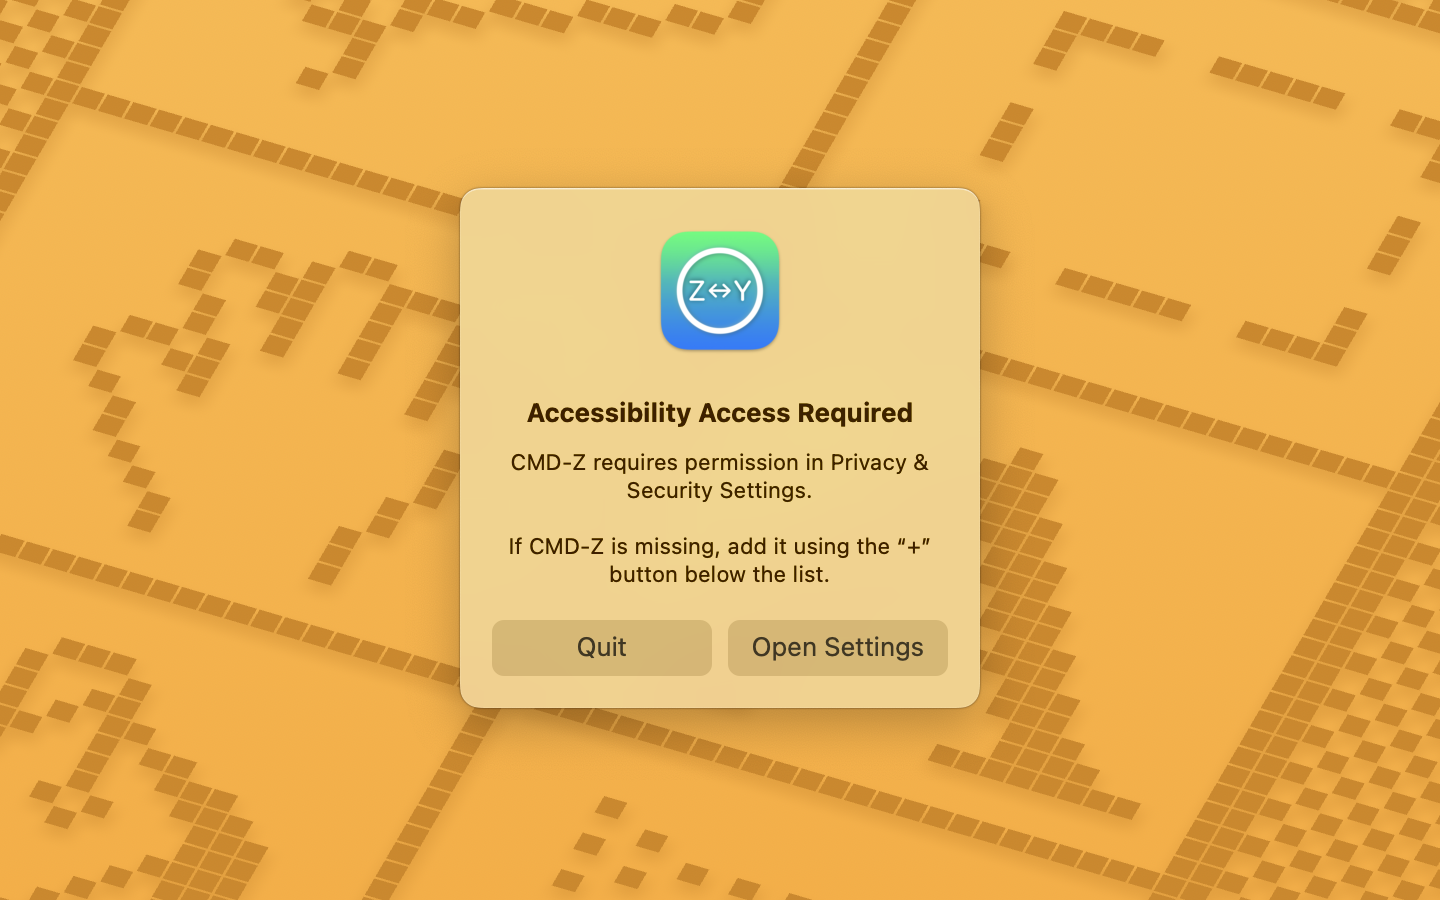 Z↔Y
Accessibility Access Required
CMD-Z requires permission in Privacy &
Security Settings.
If CMD-Z is missing, add it using the “+”
button below the list.
Quit
Open Settings